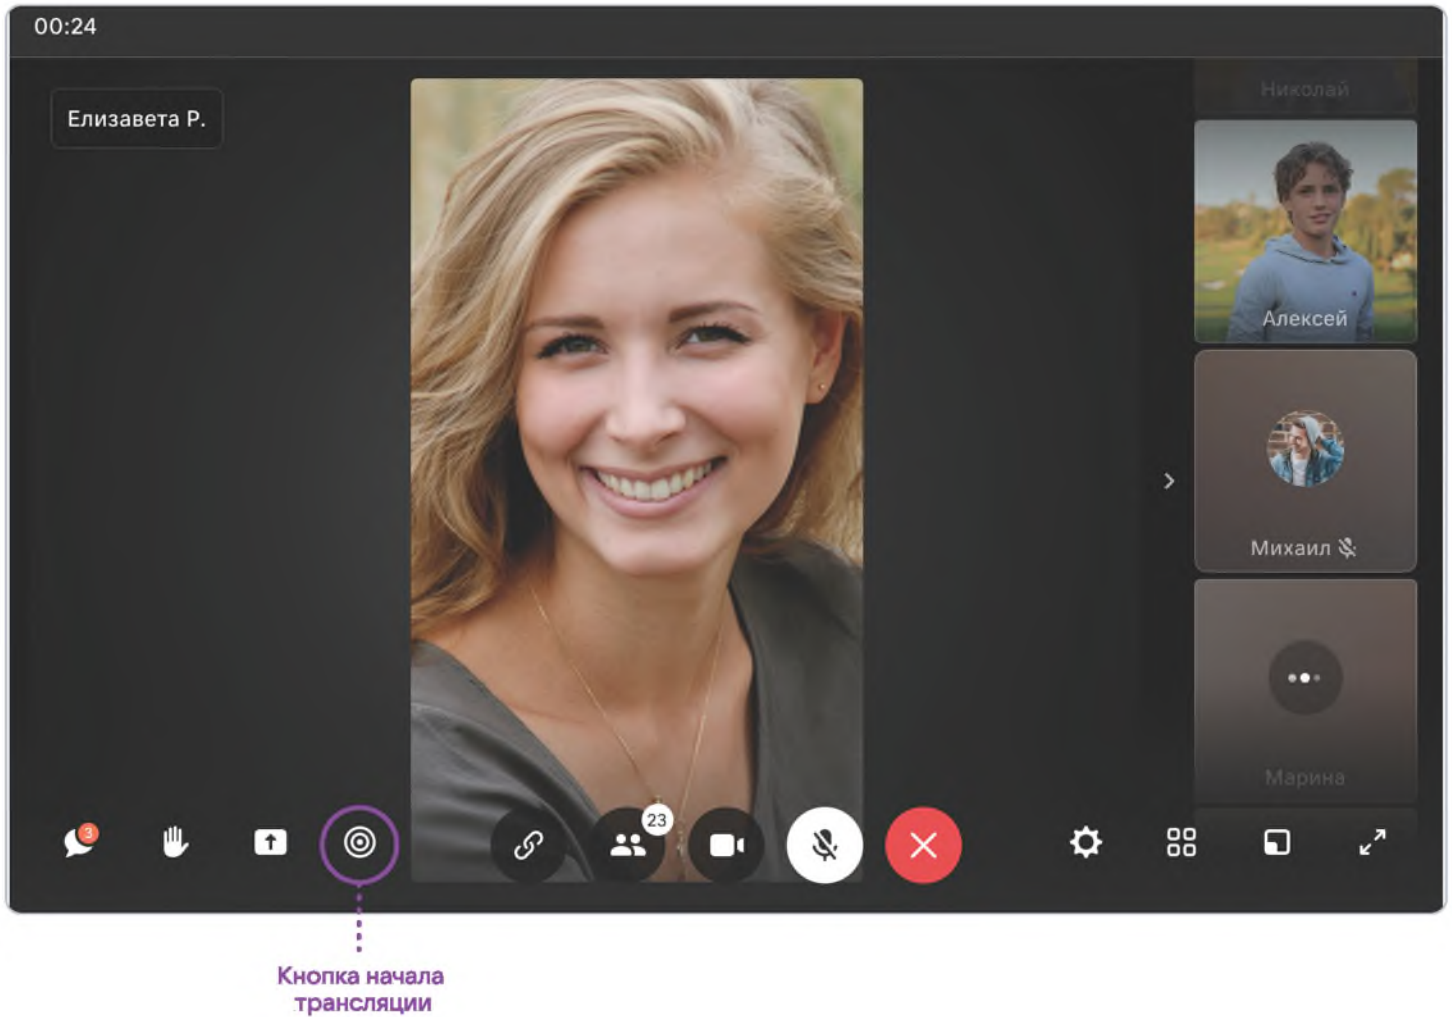 00:24
Елизавета Р.
Николай
Алексей
Михаил
Марина
3
23
Кнопка начала
трансляции